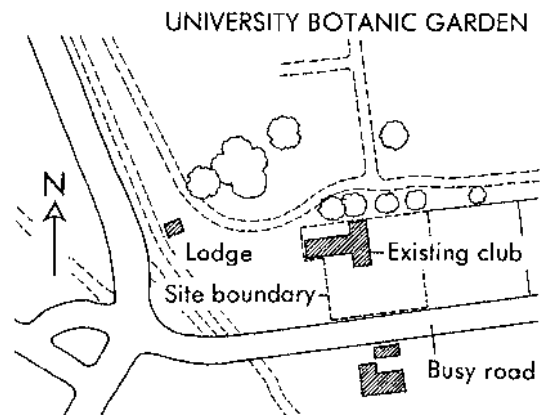 UNIVERSITY BOTANIC GARDEN
N
Lodge
Existing club
Site boundary
Busy road